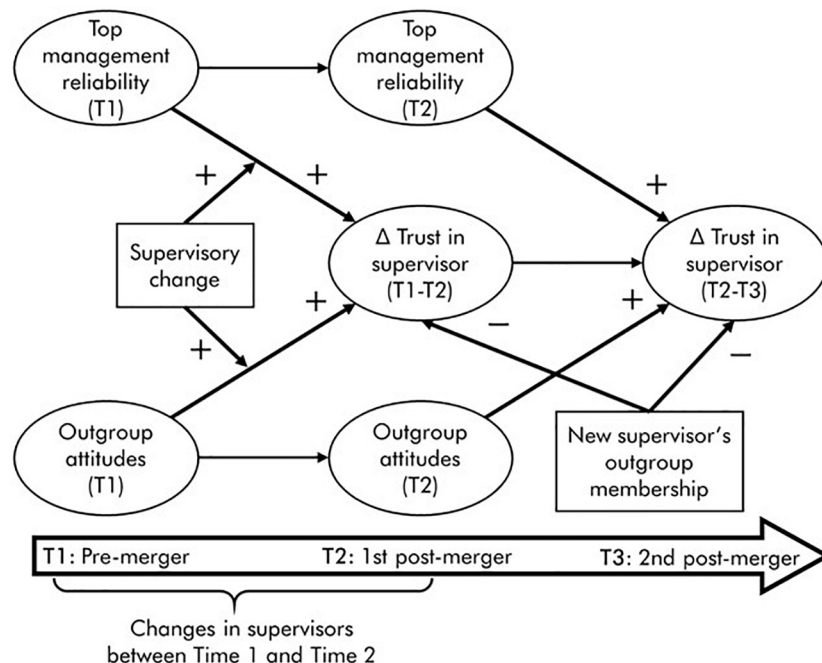 Top
management
reliability
(T1)
Top
management
reliability
(T2)
+
+
+
Supervisory
change
Δ Trust in
supervisor
(T1-T2)
Δ Trust in
supervisor
(T2-T3)
+
+
+
−
−
Outgroup
attitudes
(T1)
Outgroup
attitudes
(T2)
New supervisor's
outgroup
membership
T1: Pre-merger
T2: 1st post-merger
T3: 2nd post-merger
Changes in supervisors
between Time 1 and Time 2